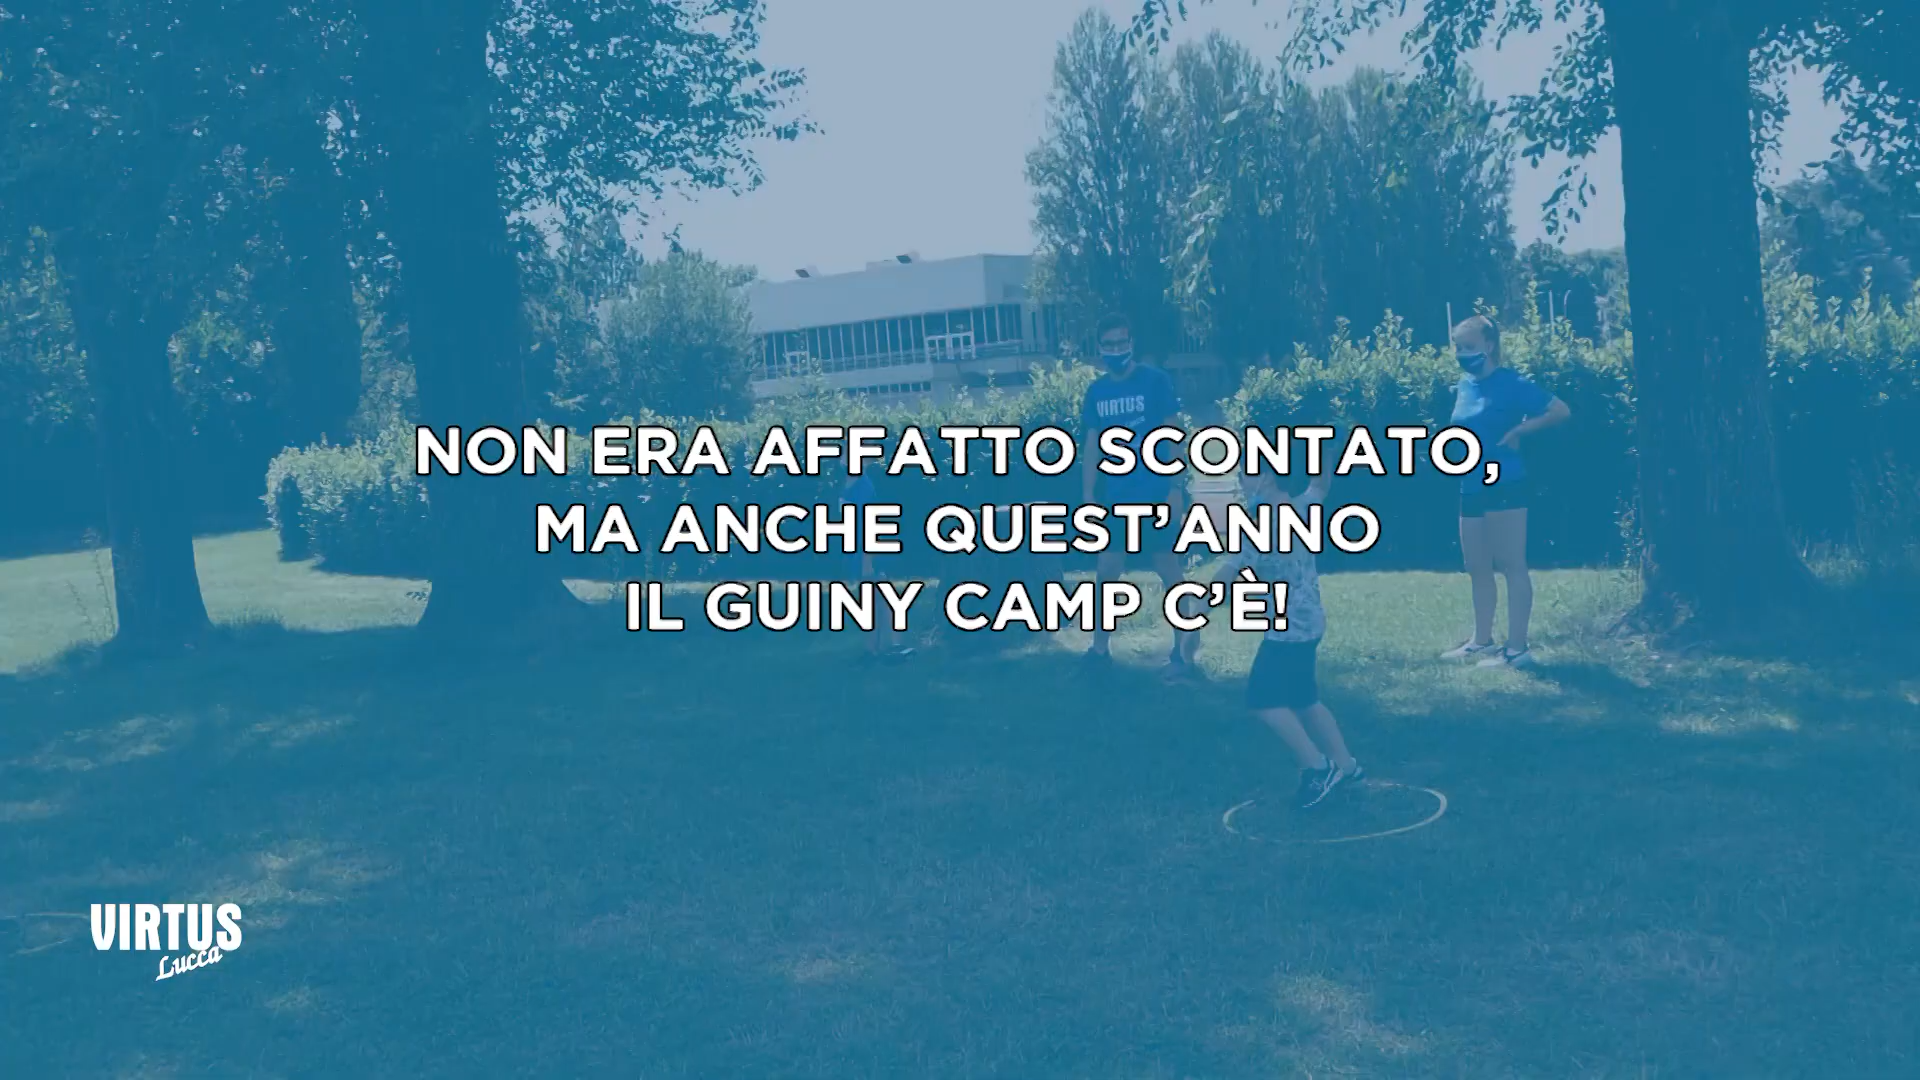 VIRTUS
NON ERA AFFATTO SCONTATO,
MA ANCHE QUEST’ANNO
IL GUINY CAMP C’È!
VIRTUS
Lucca